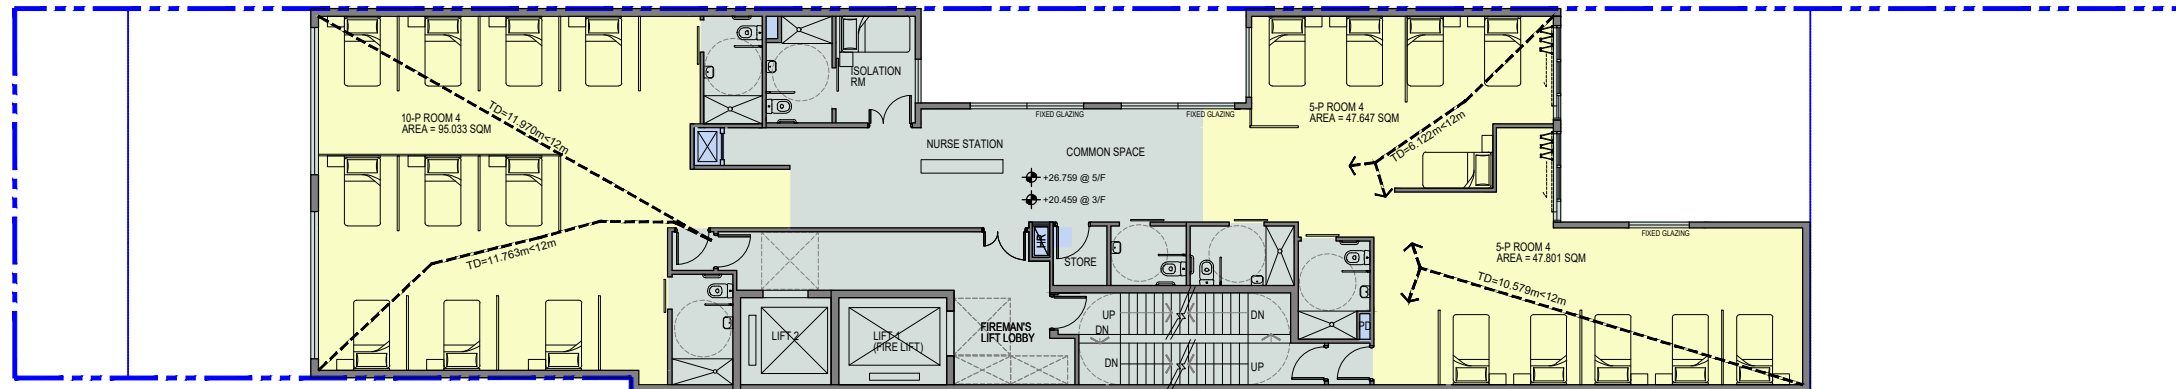 10-P ROOM 4
AREA = 95.033 SQM
TD=11.970m<12m
TD=11.763m<12m
ISOLATION
RM
NURSE STATION
COMMON SPACE
FIXED GLAZING
FIXED GLAZING
+26.759 @ 5/F
+20.459 @ 3/F
5-P ROOM 4
AREA = 47.647 SQM
TD=6.122m<12m
5-P ROOM 4
AREA = 47.801 SQM
FIXED GLAZING
TD=10.579m<12m
HR
STORE
LIFT 2
LIFT 1
(FIRE LIFT)
FIREMAN'S
LIFT LOBBY
UP
DN
DN
DN
UP
PD